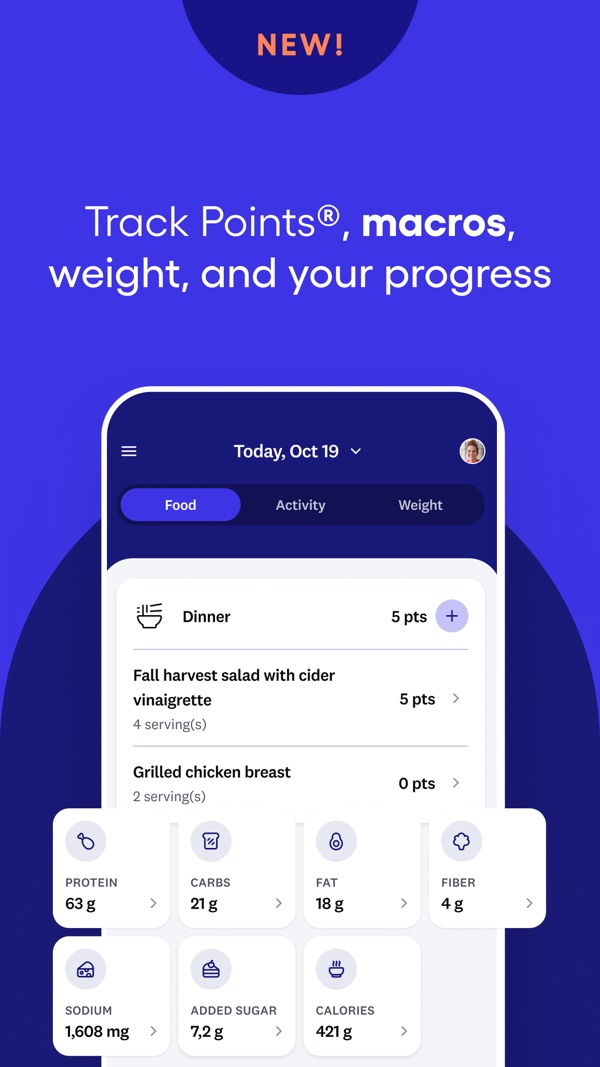 NEW!
Track Points®, macros,
weight, and your progress
Today, Oct 19
Food
Activity
Weight
Dinner
5 pts
Fall harvest salad with cider
vinaigrette
5 pts
4 serving(s)
Grilled chicken breast
0 pts
2 serving(s)
PROTEIN
63 g
CARBS
21 g
FAT
18 g
FIBER
4 g
SODIUM
1,608 mg
ADDED SUGAR
7,2 g
CALORIES
421 g